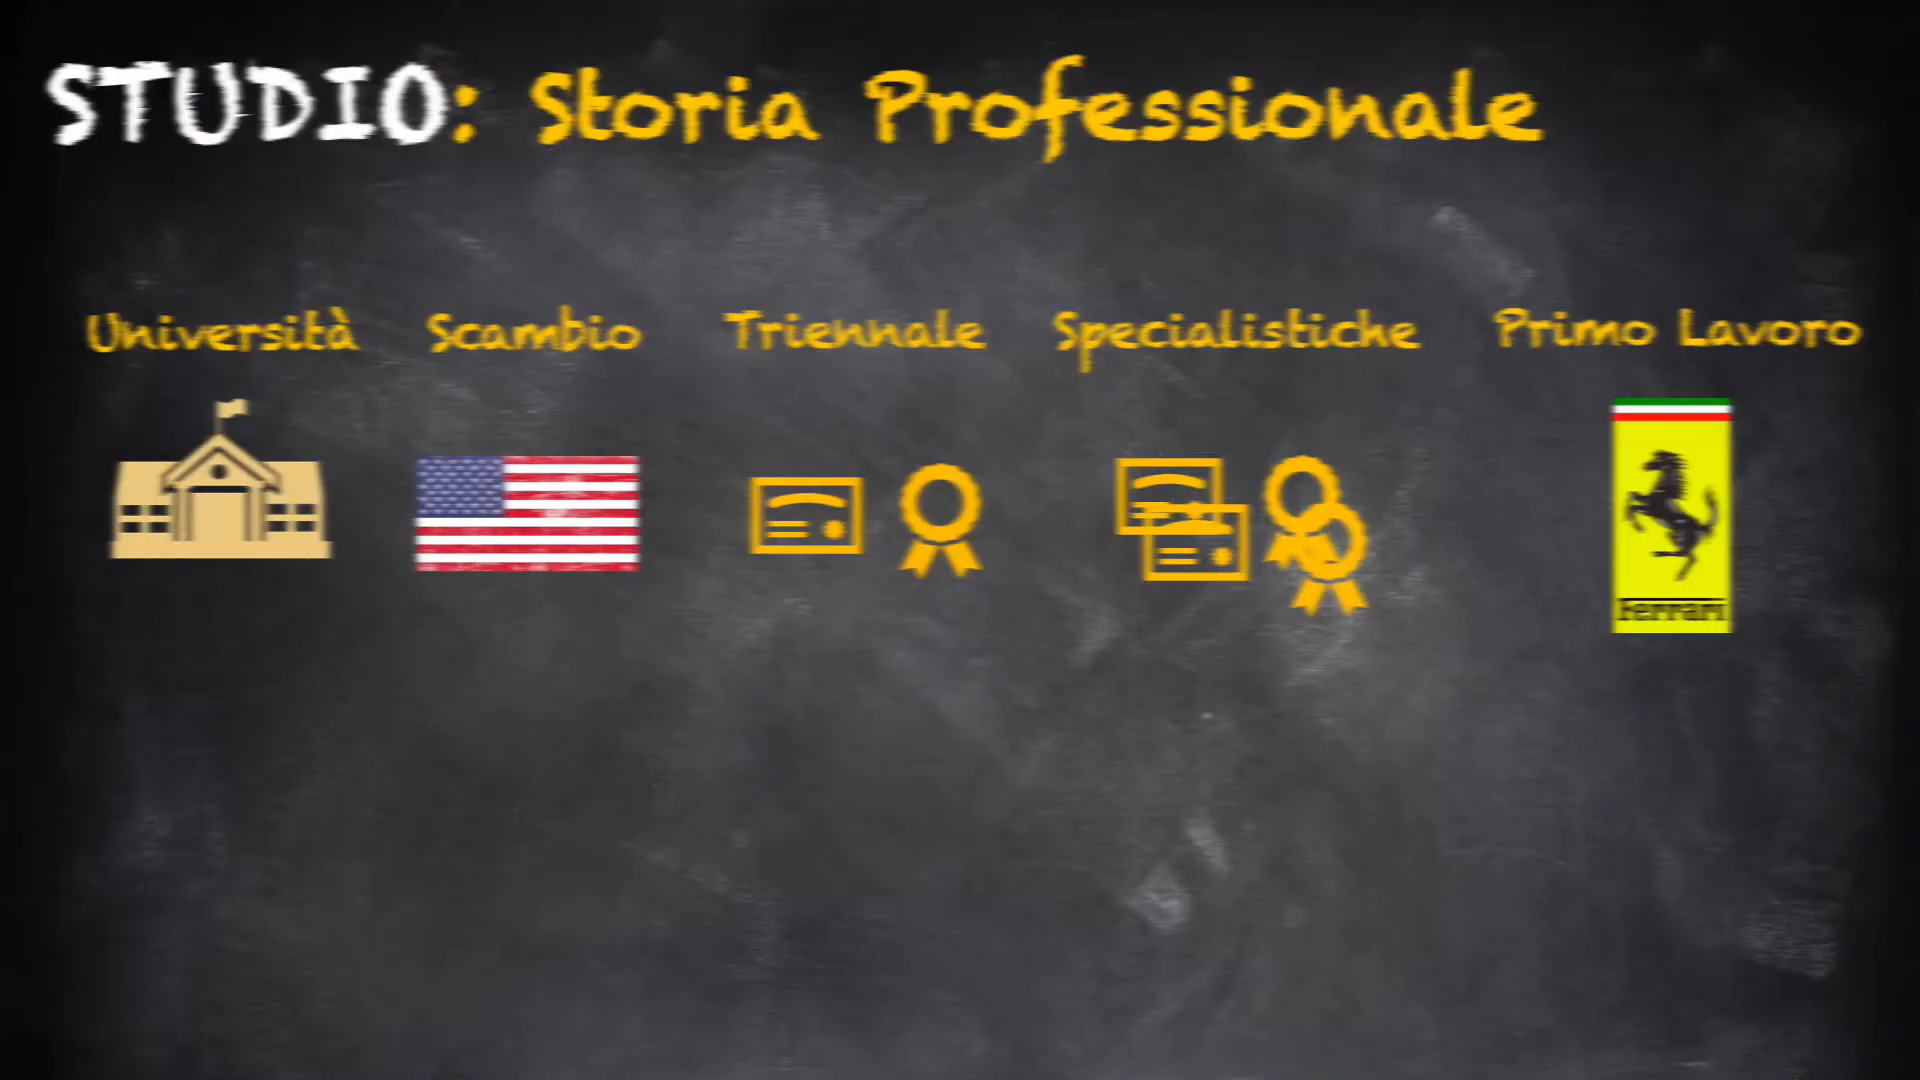 STUDIO: Storia Professionale
Università Scambio Triennale Specialistiche Primo Lavoro
Ferrari